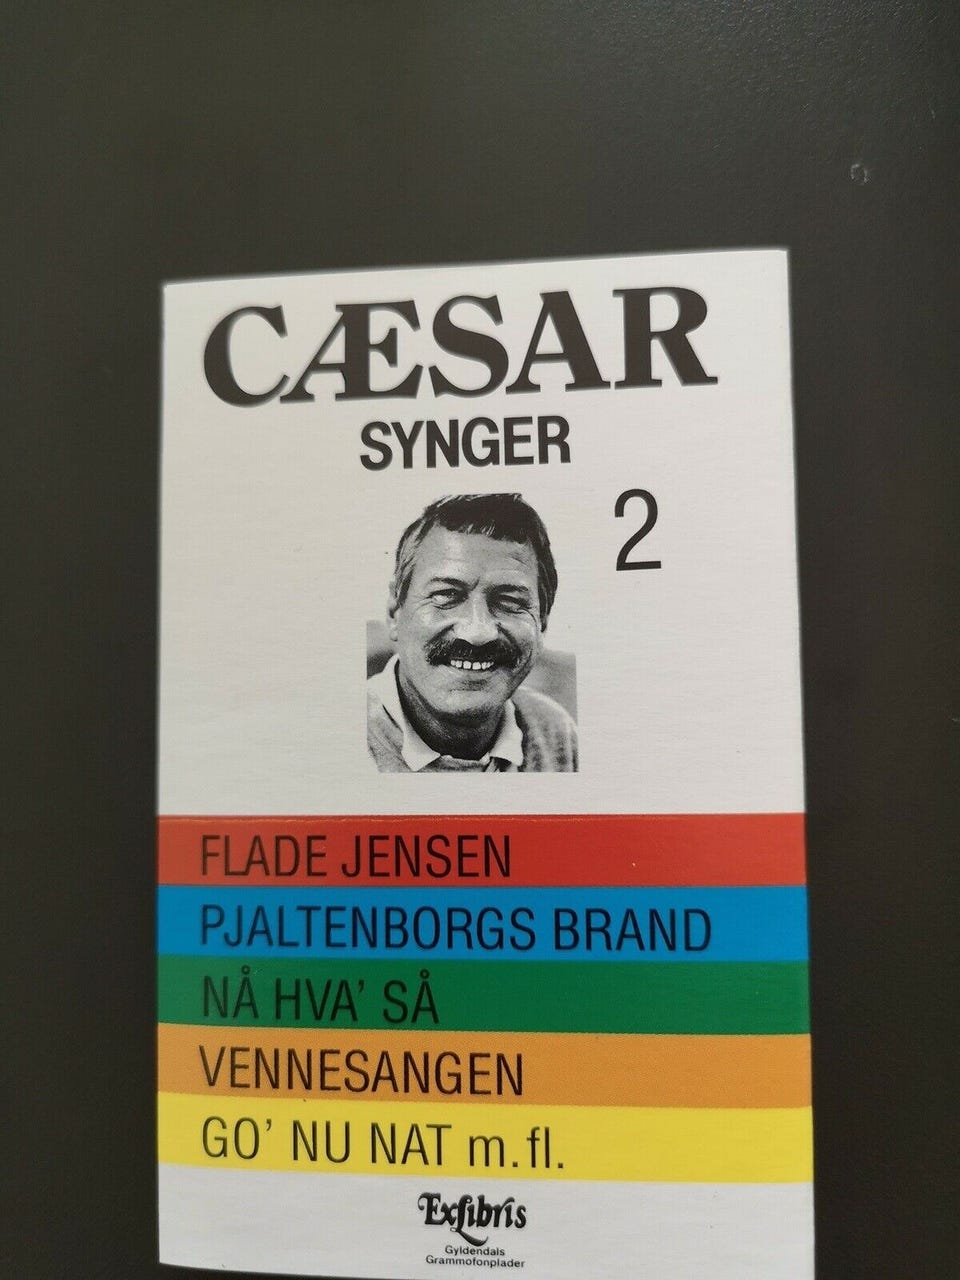 CÆSAR
SYNGER
2
FLADE JENSEN
PJALTENBORGS BRAND
NÅ HVA' SÅ
VENNESANGEN
GO' NU NAT m. fl.
Exlibris
Gyldendals
Grammofonplader